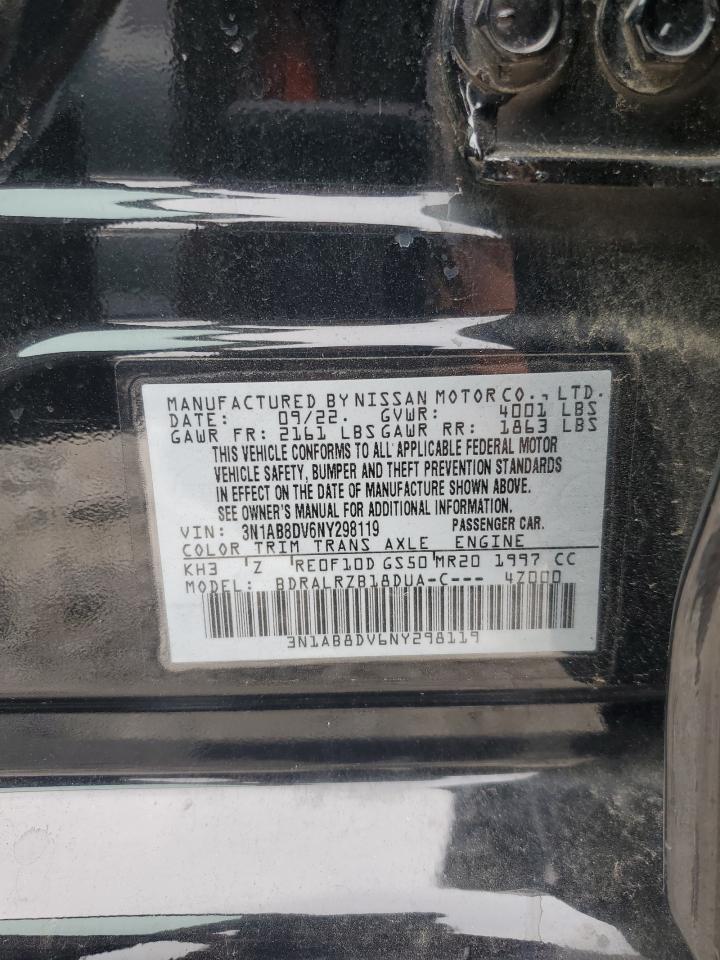 MANUFACTURED BY NISSAN MOTOR CO., LTD.
DATE: 09/22. GVWR: 4001 LBS
GAWR FR: 2161 LBS GAWR RR: 1863 LBS
THIS VEHICLE CONFORMS TO ALL APPLICABLE FEDERAL MOTOR
VEHICLE SAFETY, BUMPER AND THEFT PREVENTION STANDARDS
IN EFFECT ON THE DATE OF MANUFACTURE SHOWN ABOVE.
SEE OWNER'S MANUAL FOR ADDITIONAL INFORMATION.
VIN: 3N1AB8DV6NY298119 PASSENGER CAR.
COLOR TRIM TRANS AXLE ENGINE
KH3 Z RE0F10D GS50 MR20 1997 CC
MODEL: BDRALRZB18DUA-C--- 4Z000
3N1AB8DV6NY298119